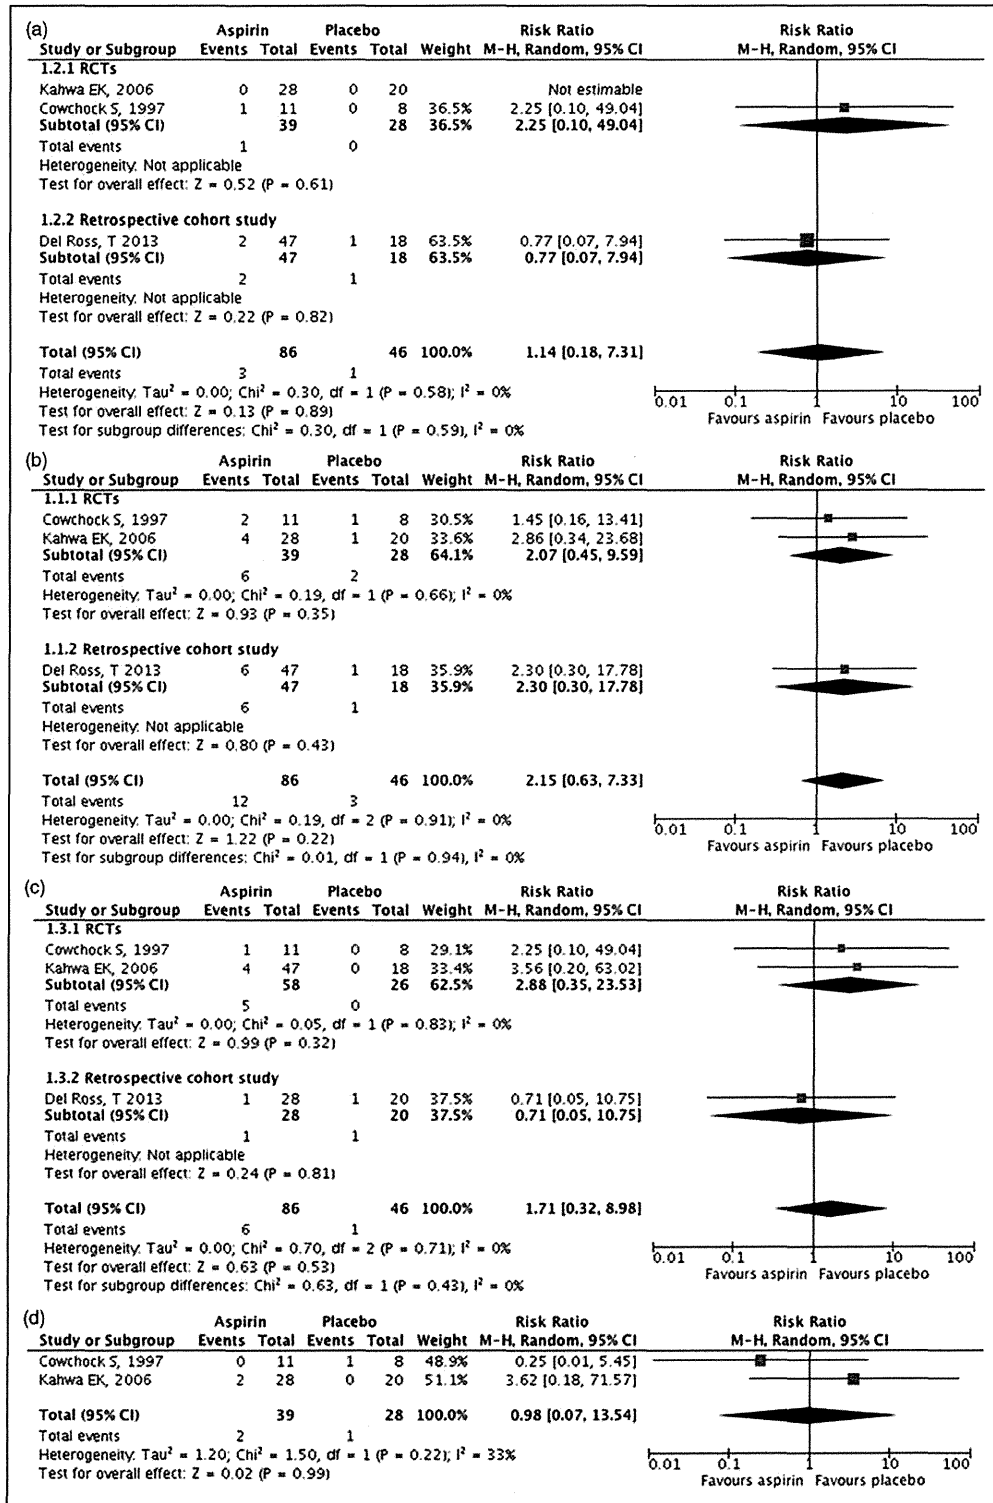 (a)
Aspirin Placebo Risk Ratio Risk Ratio
Study or Subgroup Events Total Events Total Weight M-H, Random, 95% CI M-H, Random, 95% CI
1.2.1 RCTs
Kahwa EK, 2006 0 28 0 20 Not estimable
Cowchock S, 1997 1 11 0 8 36.5% 2.25 [0.10, 49.04]
Subtotal (95% CI) 39 28 36.5% 2.25 [0.10, 49.04]
Total events 1 0
Heterogeneity: Not applicable
Test for overall effect: Z = 0.52 (P = 0.61)
1.2.2 Retrospective cohort study
Del Ross, T 2013 2 47 1 18 63.5% 0.77 [0.07, 7.94]
Subtotal (95% CI) 47 18 63.5% 0.77 [0.07, 7.94]
Total events 2 1
Heterogeneity: Not applicable
Test for overall effect: Z = 0.22 (P = 0.82)
Total (95% CI) 86 46 100.0% 1.14 [0.18, 7.31]
Total events 3 1
Heterogeneity: Tau² = 0.00; Chi² = 0.30, df = 1 (P = 0.58); I² = 0%
Test for overall effect: Z = 0.13 (P = 0.89)
Test for subgroup differences: Chi² = 0.30, df = 1 (P = 0.59), I² = 0%
0.01 0.1 1 10 100
Favours aspirin Favours placebo
(b)
Aspirin Placebo Risk Ratio Risk Ratio
Study or Subgroup Events Total Events Total Weight M-H, Random, 95% CI M-H, Random, 95% CI
1.1.1 RCTs
Cowchock S, 1997 2 11 1 8 30.5% 1.45 [0.16, 13.41]
Kahwa EK, 2006 4 28 1 20 33.6% 2.86 [0.34, 23.68]
Subtotal (95% CI) 39 28 64.1% 2.07 [0.45, 9.59]
Total events 6 2
Heterogeneity: Tau² = 0.00; Chi² = 0.19, df = 1 (P = 0.66); I² = 0%
Test for overall effect: Z = 0.93 (P = 0.35)
1.1.2 Retrospective cohort study
Del Ross, T 2013 6 47 1 18 35.9% 2.30 [0.30, 17.78]
Subtotal (95% CI) 47 18 35.9% 2.30 [0.30, 17.78]
Total events 6 1
Heterogeneity: Not applicable
Test for overall effect: Z = 0.80 (P = 0.43)
Total (95% CI) 86 46 100.0% 2.15 [0.63, 7.33]
Total events 12 3
Heterogeneity: Tau² = 0.00; Chi² = 0.19, df = 2 (P = 0.91); I² = 0%
Test for overall effect: Z = 1.22 (P = 0.22)
Test for subgroup differences: Chi² = 0.01, df = 1 (P = 0.94), I² = 0%
0.01 0.1 1 10 100
Favours aspirin Favours placebo
(c)
Aspirin Placebo Risk Ratio Risk Ratio
Study or Subgroup Events Total Events Total Weight M-H, Random, 95% CI M-H, Random, 95% CI
1.3.1 RCTs
Cowchock S, 1997 1 11 0 8 29.1% 2.25 [0.10, 49.04]
Kahwa EK, 2006 4 47 0 18 33.4% 3.56 [0.20, 63.02]
Subtotal (95% CI) 58 26 62.5% 2.88 [0.35, 23.53]
Total events 5 0
Heterogeneity: Tau² = 0.00; Chi² = 0.05, df = 1 (P = 0.83); I² = 0%
Test for overall effect: Z = 0.99 (P = 0.32)
1.3.2 Retrospective cohort study
Del Ross, T 2013 1 28 1 20 37.5% 0.71 [0.05, 10.75]
Subtotal (95% CI) 28 20 37.5% 0.71 [0.05, 10.75]
Total events 1 1
Heterogeneity: Not applicable
Test for overall effect: Z = 0.24 (P = 0.81)
Total (95% CI) 86 46 100.0% 1.71 [0.32, 8.98]
Total events 6 1
Heterogeneity: Tau² = 0.00; Chi² = 0.70, df = 2 (P = 0.71); I² = 0%
Test for overall effect: Z = 0.63 (P = 0.53)
Test for subgroup differences: Chi² = 0.63, df = 1 (P = 0.43), I² = 0%
0.01 0.1 1 10 100
Favours aspirin Favours placebo
(d)
Aspirin Placebo Risk Ratio Risk Ratio
Study or Subgroup Events Total Events Total Weight M-H, Random, 95% CI M-H, Random, 95% CI
Cowchock S, 1997 0 11 1 8 48.9% 0.25 [0.01, 5.45]
Kahwa EK, 2006 2 28 0 20 51.1% 3.62 [0.18, 71.57]
Total (95% CI) 39 28 100.0% 0.98 [0.07, 13.54]
Total events 2 1
Heterogeneity: Tau² = 1.20; Chi² = 1.50, df = 1 (P = 0.22); I² = 33%
Test for overall effect: Z = 0.02 (P = 0.99)
0.01 0.1 1 10 100
Favours aspirin Favours placebo